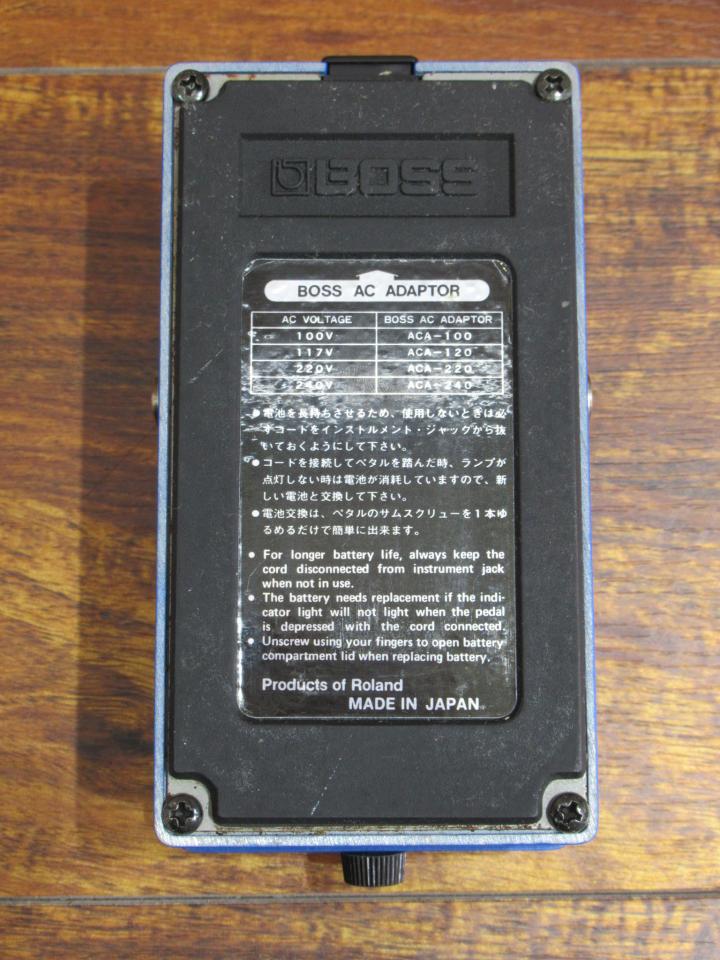 BOSS
BOSS AC ADAPTOR
AC VOLTAGE BOSS AC ADAPTOR
100V ACA-100
117V ACA-120
220V ACA-220
240V ACA-240
●電池を長持ちさせるため、使用しないときは必
ずコードをインストルメント・ジャックから抜
いておくようにして下さい。
●コードを接続してペタルを踏んだ時、ランプが
点灯しない時は電池が消耗していますので、新
しい電池と交換して下さい。
●電池交換は、ペタルのサムスクリューを1本ゆ
るめるだけで簡単に出来ます。
● For longer battery life, always keep the
cord disconnected from instrument jack
when not in use.
● The battery needs replacement if the indi-
cator light will not light when the pedal
is depressed with the cord connected.
● Unscrew using your fingers to open battery
compartment lid when replacing battery.
Products of Roland
MADE IN JAPAN